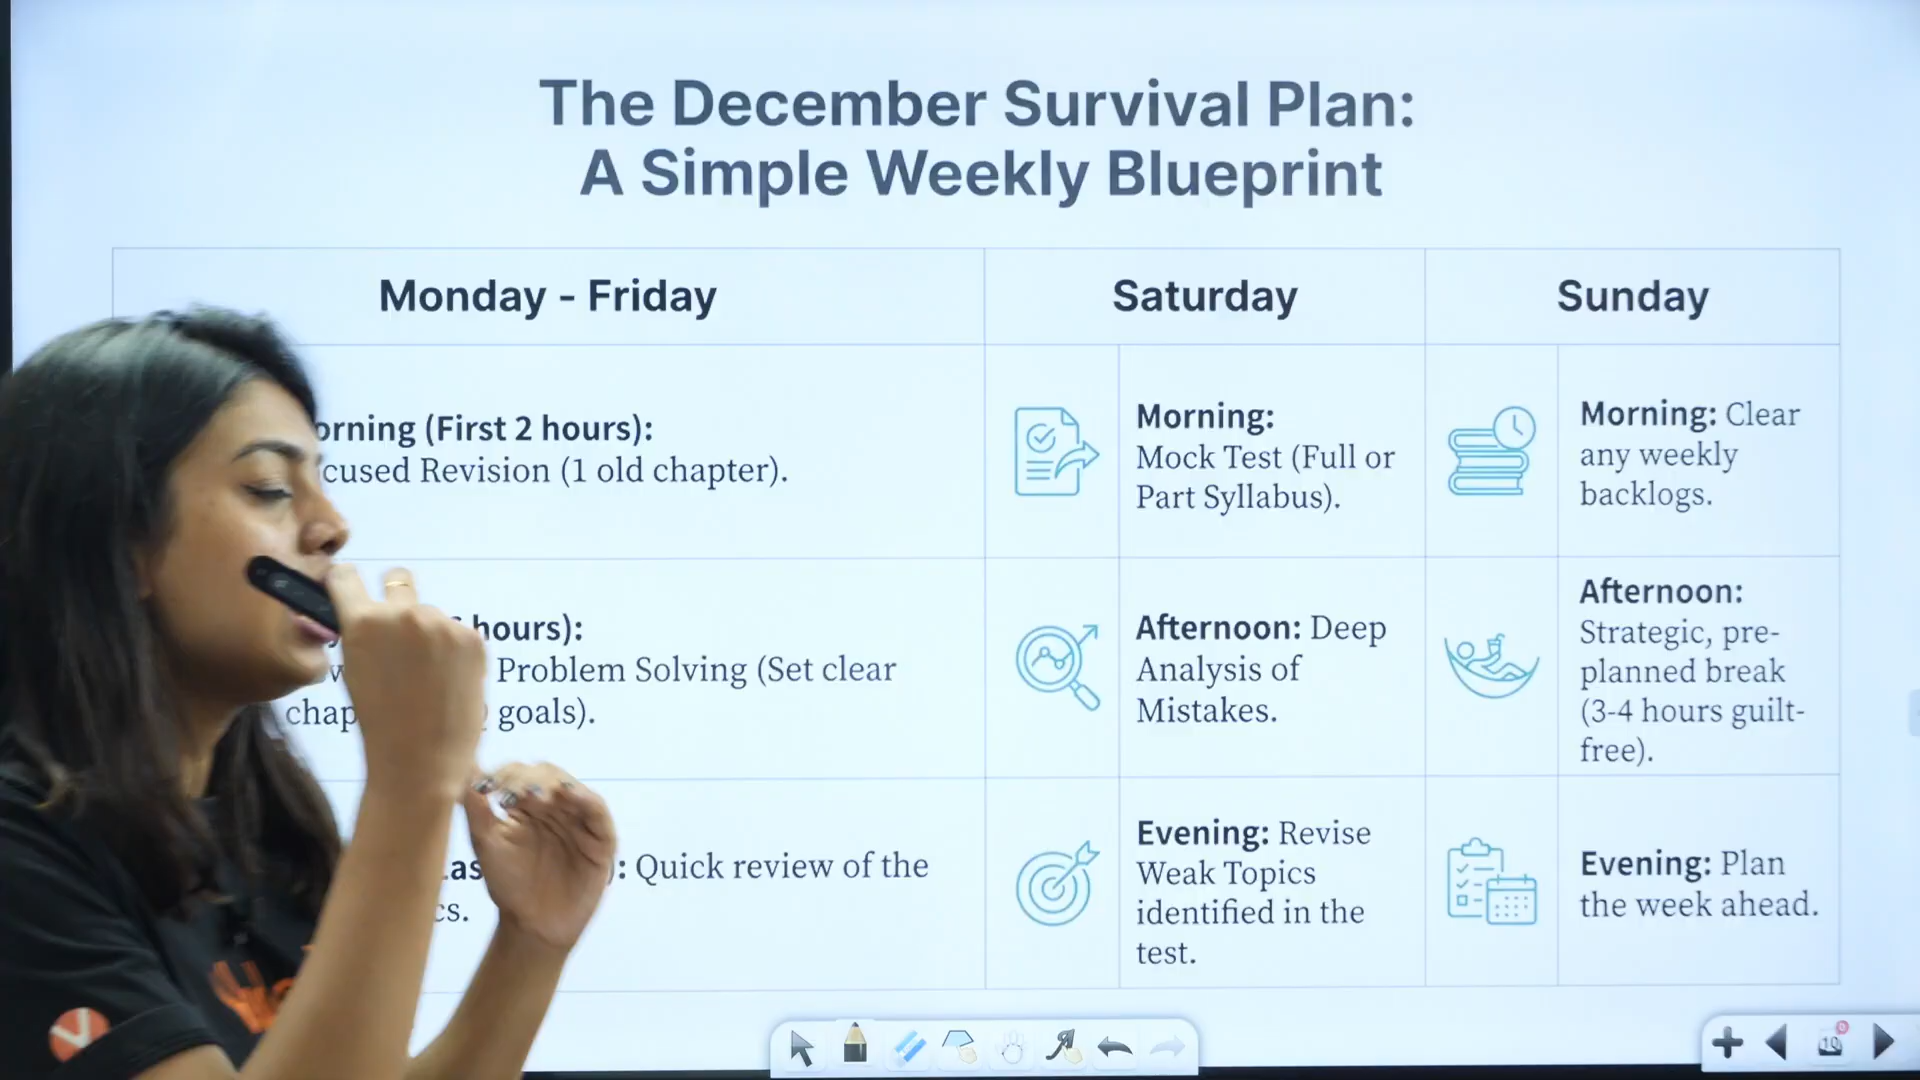 The December Survival Plan:
A Simple Weekly Blueprint
Monday - Friday
Saturday
Sunday
(First 2 hours):
Revision (1 old chapter).
hours):
Problem Solving (Set clear
goals).
Quick review of the
Morning:
Mock Test (Full or
Part Syllabus).
Afternoon: Deep
Analysis of
Mistakes.
Evening: Revise
Weak Topics
identified in the
test.
Morning: Clear
any weekly
backlogs.
Afternoon:
Strategic, pre-
planned break
(3-4 hours guilt-
free).
Evening: Plan
the week ahead.